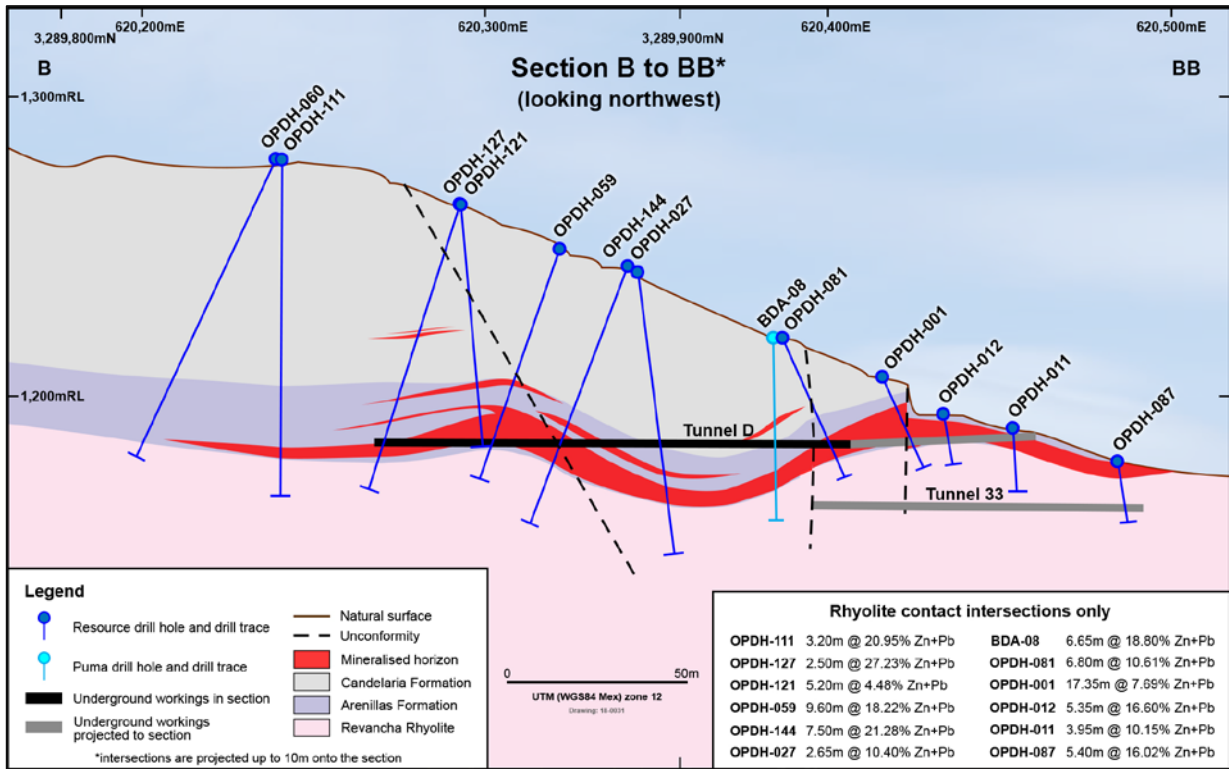 620,200mE
620,300mE
620,400mE
620,500mE
3,289,800mN
3,289,900mN
B
Section B to BB*
BB
(looking northwest)
1,300mRL
1,200mRL
OPDH-060
OPDH-111
OPDH-127
OPDH-121
OPDH-059
OPDH-144
OPDH-027
BDA-08
OPDH-081
OPDH-001
OPDH-012
OPDH-011
OPDH-087
Tunnel D
Tunnel 33
Legend
Resource drill hole and drill trace
Puma drill hole and drill trace
Underground workings in section
Underground workings
projected to section
Natural surface
Unconformity
Mineralised horizon
Candelaria Formation
Arenillas Formation
Revancha Rhyolite
*intersections are projected up to 10m onto the section
0 50m
UTM (WGS84 Mex) zone 12
Drawing: 18-0031
Rhyolite contact intersections only
OPDH-111 3.20m @ 20.95% Zn+Pb
OPDH-127 2.50m @ 27.23% Zn+Pb
OPDH-121 5.20m @ 4.48% Zn+Pb
OPDH-059 9.60m @ 18.22% Zn+Pb
OPDH-144 7.50m @ 21.28% Zn+Pb
OPDH-027 2.65m @ 10.40% Zn+Pb
BDA-08 6.65m @ 18.80% Zn+Pb
OPDH-081 6.80m @ 10.61% Zn+Pb
OPDH-001 17.35m @ 7.69% Zn+Pb
OPDH-012 5.35m @ 16.60% Zn+Pb
OPDH-011 3.95m @ 10.15% Zn+Pb
OPDH-087 5.40m @ 16.02% Zn+Pb